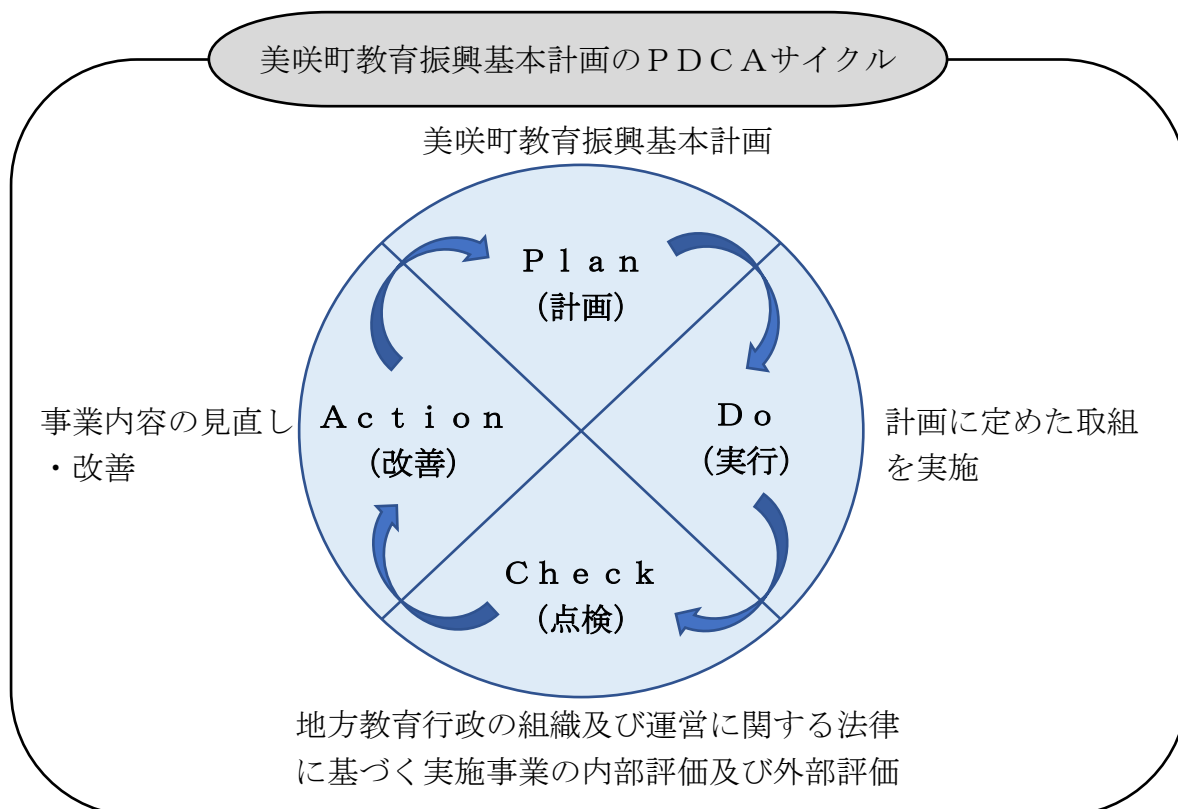 美咲町教育振興基本計画のＰＤＣＡサイクル
美咲町教育振興基本計画
Ｐｌａｎ
（計画）
Ｄｏ
（実行）
計画に定めた取組
を実施
Ｃｈｅｃｋ
（点検）
地方教育行政の組織及び運営に関する法律
に基づく実施事業の内部評価及び外部評価
Ａｃｔｉｏｎ
（改善）
事業内容の見直し
・改善